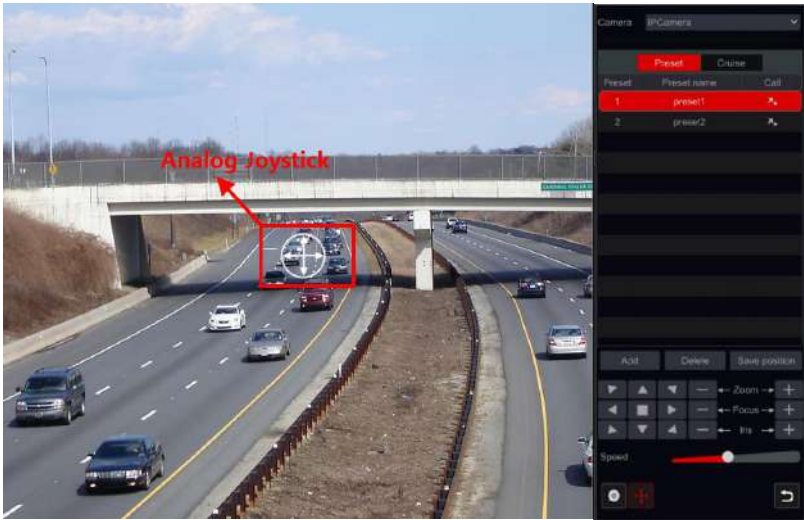 Camera IPCamera
Preset Cruise
Preset Preset name Call
1 preset1
2 preset2
Analog Joystick
Add Delete Save position
Zoom
Focus
Iris
Speed